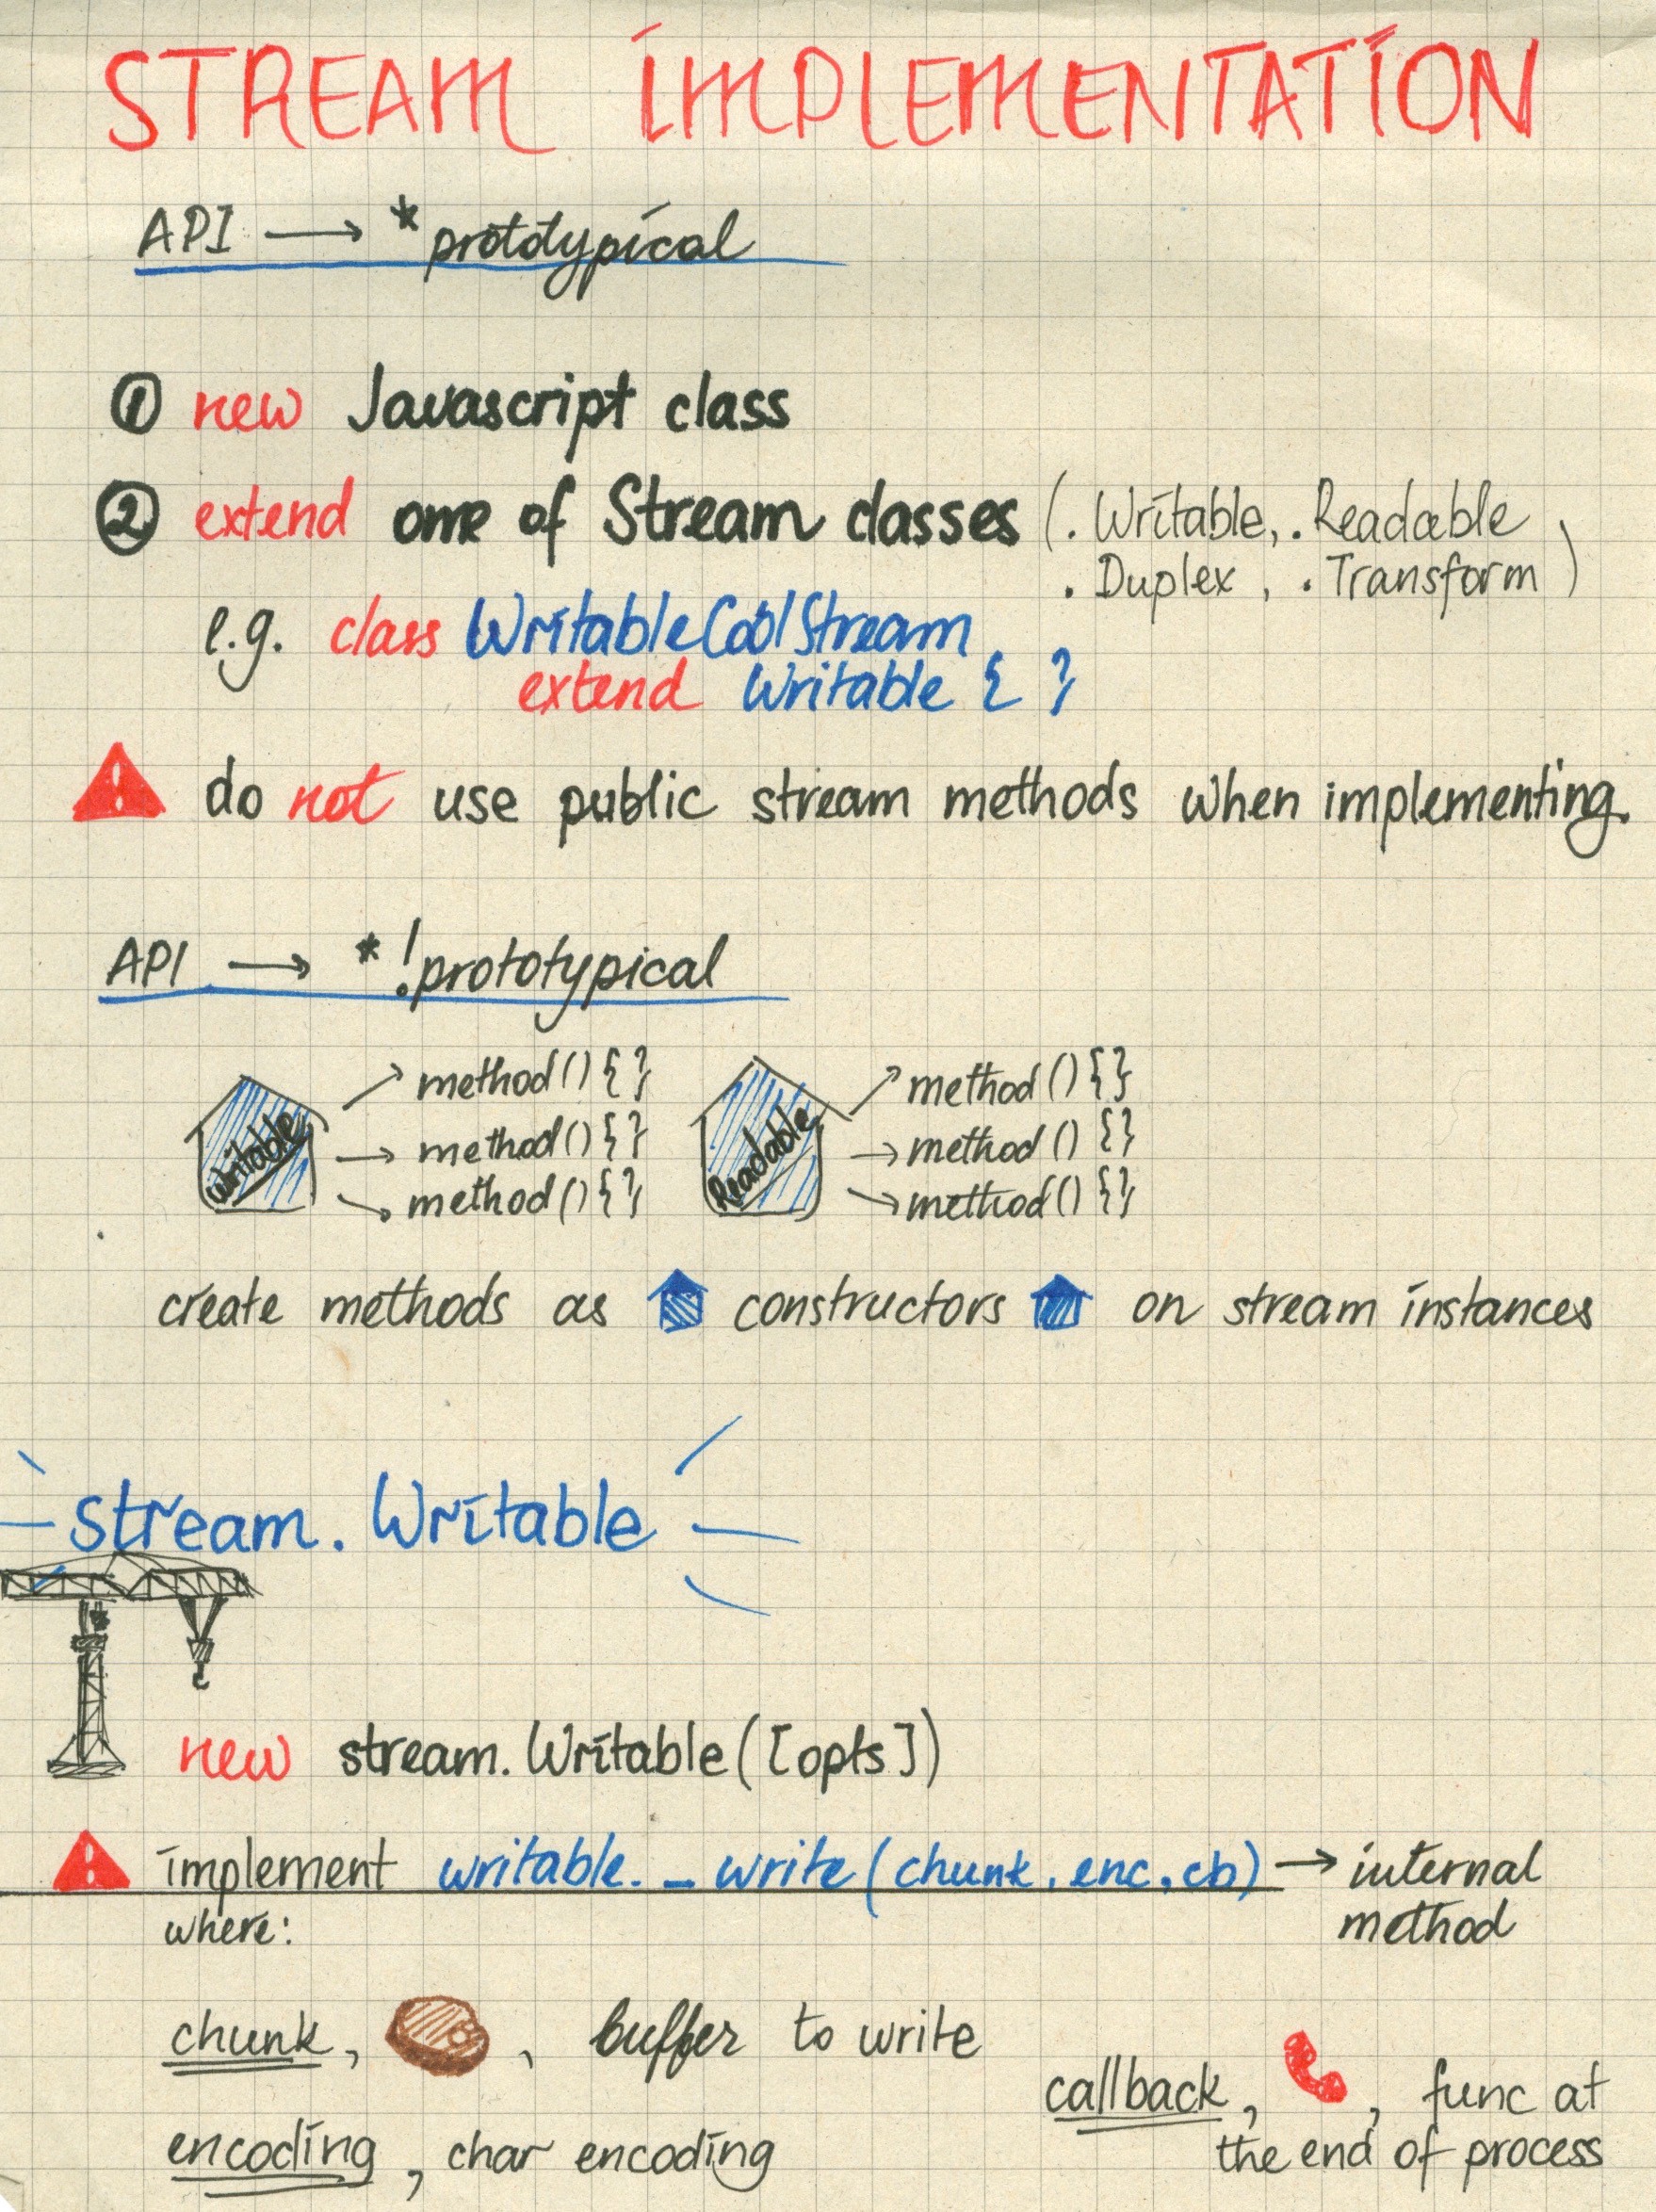 STREAM IMPLEMENTATION
API → *prototypical
① new Javascript class
② extend one of Stream classes (. Writable, . Readable
. Duplex, . Transform)
e.g. class WritableCoolStream
extend Writable { }
! do not use public stream methods when implementing.
API → *!prototypical
Writable
→ method() { }
→ method() { }
→ method() { }
Readable
→ method() { }
→ method() { }
→ method() { }
create methods as constructors on stream instances
stream. Writable
new stream. Writable([opts])
! implement writable. _write(chunk, enc, cb) → internal
method
where:
chunk, , buffer to write
encoding, char encoding
callback, , func at
the end of process